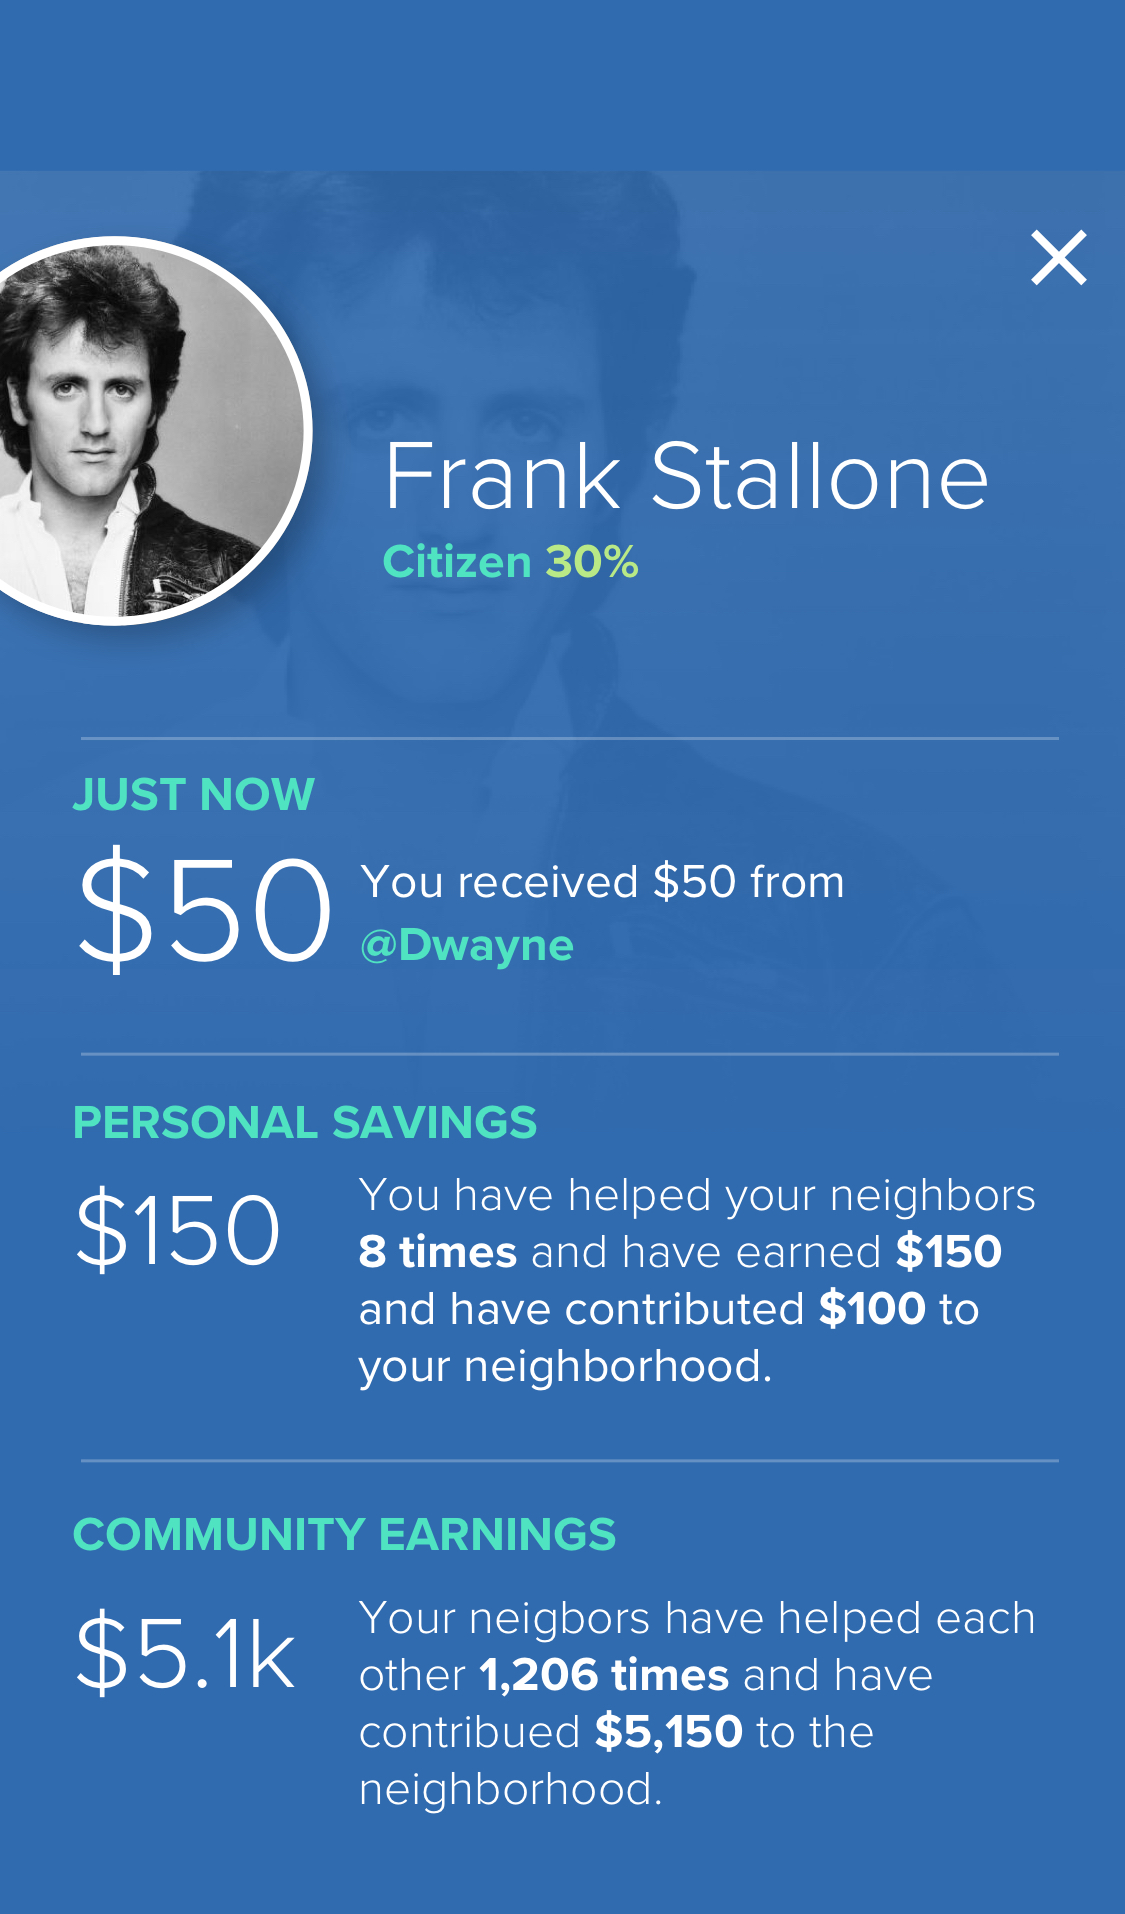 Frank Stallone
Citizen 30%
JUST NOW
$50
You received $50 from
@Dwayne
PERSONAL SAVINGS
$150
You have helped your neighbors
8 times and have earned $150
and have contributed $100 to
your neighborhood.
COMMUNITY EARNINGS
$5.1k
Your neigbors have helped each
other 1,206 times and have
contribued $5,150 to the
neighborhood.